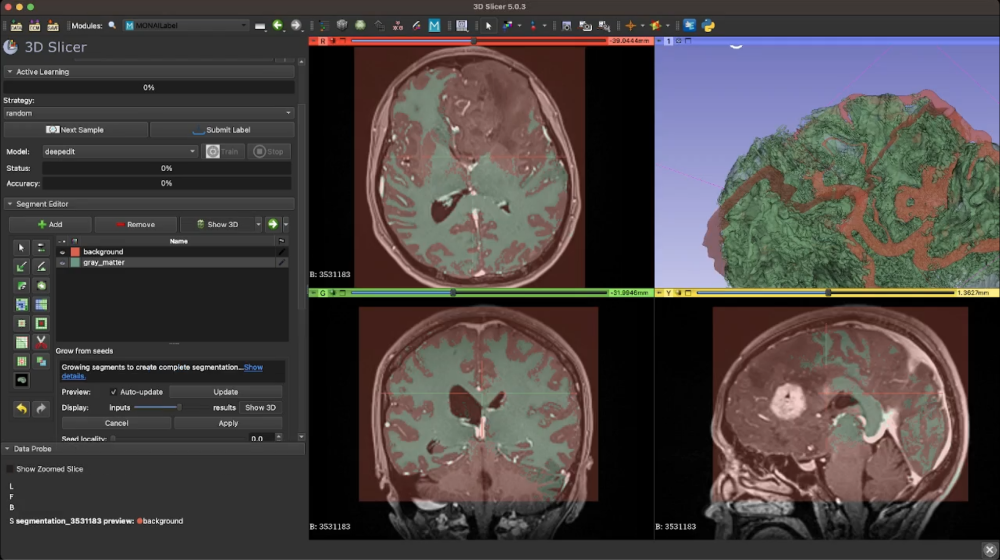 3D Slicer 5.0.3
DATA DCM SAVE Modules: MONAILabel
3D Slicer
Active Learning
0%
Strategy:
random
Next Sample Submit Label
Model: deepedit Train Stop
Status: 0%
Accuracy: 0%
Segment Editor
Add Remove Show 3D
Name
background
gray_matter
Grow from seeds
Growing segments to create complete segmentation...Show
details.
Preview: Auto-update Update
Display: inputs results Show 3D
Cancel Apply
Seed locality: 0.0
Data Probe
Show Zoomed Slice
L
F
B
S segmentation_3531183 preview: background
R -39.0444mm
B: 3531183
1
G -31.9946mm
B: 3531183
Y 1.3627mm
B: 3531183